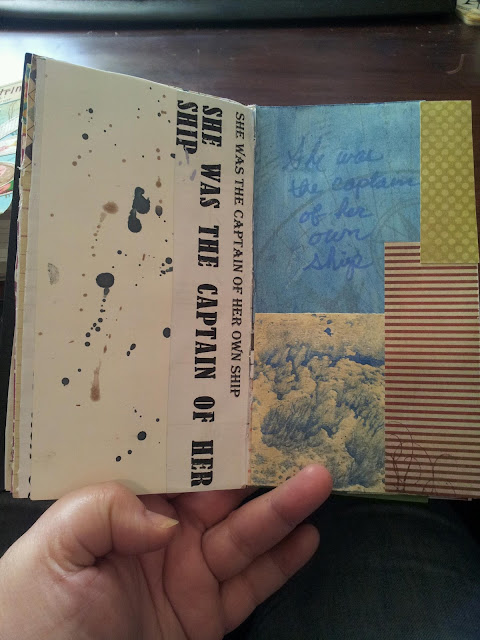 SHE WAS THE CAPTAIN OF HER OWN SHIP
SHE WAS THE CAPTAIN OF HER
SHIP
She was
the captain
of her
own
ship